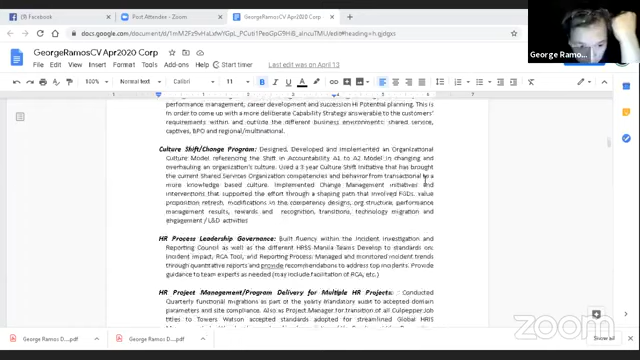 Facebook
Post Attendee - Zoom
GeorgeRamosCV Apr2020 Corp
George Ramo...
GeorgeRamosCV Apr2020 Corp
File Edit View Insert Format Tools Add-ons Help
Last edit was on April 13
100%
Normal text
Calibri
11
performance management, career development and succession Hi Potential planning. This is
in order to come up with a more deliberate Capability Strategy answerable to the customers'
requirements within and outside the different business environments: shared service,
captives, BPO and regional/multinational.
Culture Shift/Change Program: Designed, Developed and implemented an Organizational
Culture Model referencing the Shift in Accountability A1 to A2 Model in changing and
overhauling an organization's culture. Used a 3 year Culture Shift Initiative that has brought
the current Shared Services Organization competencies and behavior from transactional to a
more knowledge based culture. Implemented Change Management initiatives and
interventions that supported the effort through a shaping path that involved FGDs, value
proposition refresh, modifications in the competency designs, org structure, performance
management results, rewards and recognition, transitions, technology migration and
engagement / L&D activities
HR Process Leadership Governance: Built fluency within the Incident Investigation and
Reporting Council as well as the different HRSS Manila Teams Develop to standards on:
Incident impact, RCA Tool, and Reporting Process: Managed and monitored incident trends
through quantitative reports and provide recommendations to address top incidents. Provide
guidance to team experts as needed (may include facilitation of RCA, etc.)
HR Project Management/Program Delivery for Multiple HR Projects: : Conducted
Quarterly functional migrations as part of the yearly mandatory audit to accepted domain
parameters and site compliance. Also as Project Manager for transition of all Culpepper Job
titles to Towers Watson accepted standards adopted for streamlined Global HRIS
George Ramos D....pdf
George Ramos D....pdf
Show all
zoom